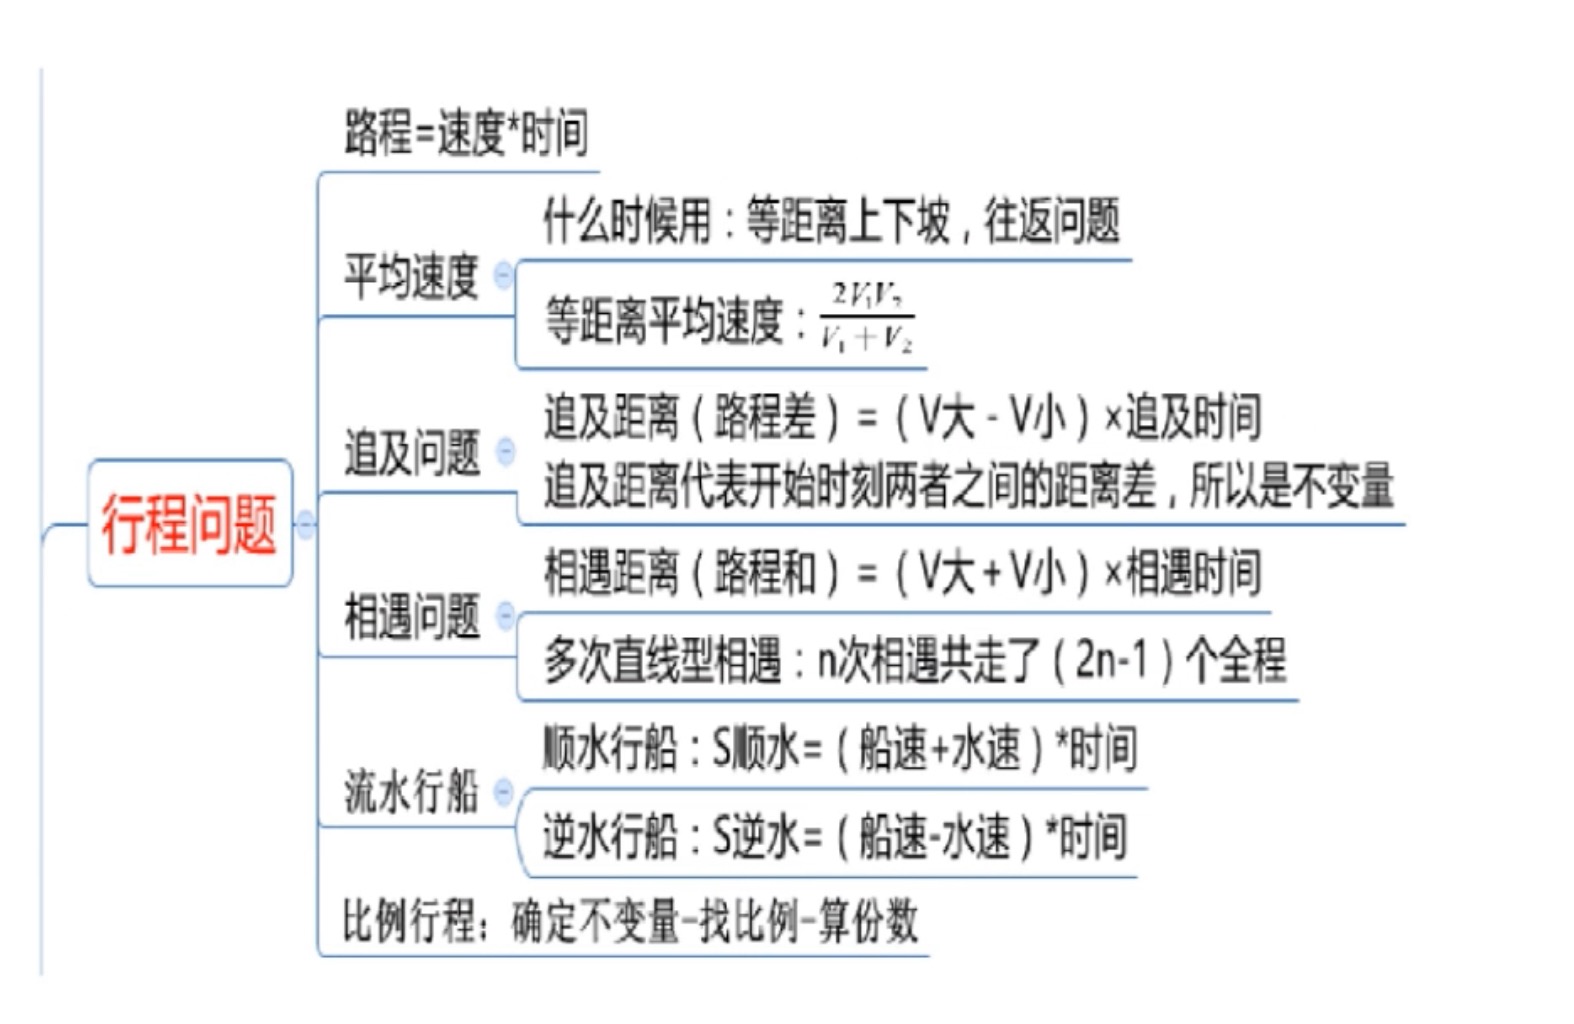 路程=速度*时间
什么时候用：等距离上下坡，往返问题
平均速度
等距离平均速度：2V₁V₂/(V₁+V₂)
追及距离（路程差）=（V大 - V小）×追及时间
追及问题
追及距离代表开始时刻两者之间的距离差，所以是不变量
行程问题
相遇距离（路程和）=（V大+V小）×相遇时间
相遇问题
多次直线型相遇：n次相遇共走了（2n-1）个全程
顺水行船：S顺水=（船速+水速）*时间
流水行船
逆水行船：S逆水=（船速-水速）*时间
比例行程：确定不变量-找比例-算份数